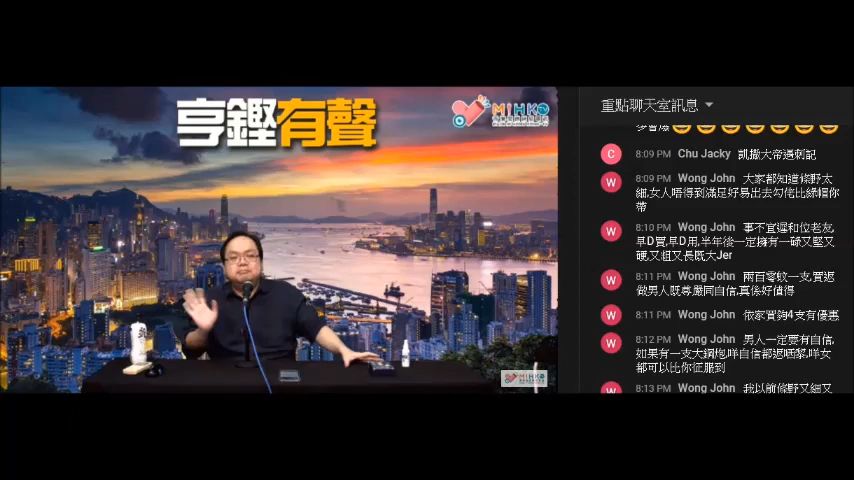 亨鏗有聲
MIHK
MIHK
重點聊天室訊息
C 8:09 PM Chu Jacky 凱撒大帝遇刺記
W 8:09 PM Wong John 大家都知道條野太
細,女人唔得到滿足好易出去勾佬比綠帽你
帶
W 8:10 PM Wong John 事不宜遲和位老友,
早D買,早D用,半年後一定擁有一碌又堅又
硬,又粗又長既大Jer
W 8:11 PM Wong John 兩百零蚊一支,買返
做男人既尊嚴同自信,真係好值得
W 8:11 PM Wong John 依家買夠4支有優惠
W 8:12 PM Wong John 男人一定要有自信,
如果有一支大鋼炮,咩自信都返哂黎,咩女
都可以比你征服到
W 8:13 PM Wong John 我以前條野又細又